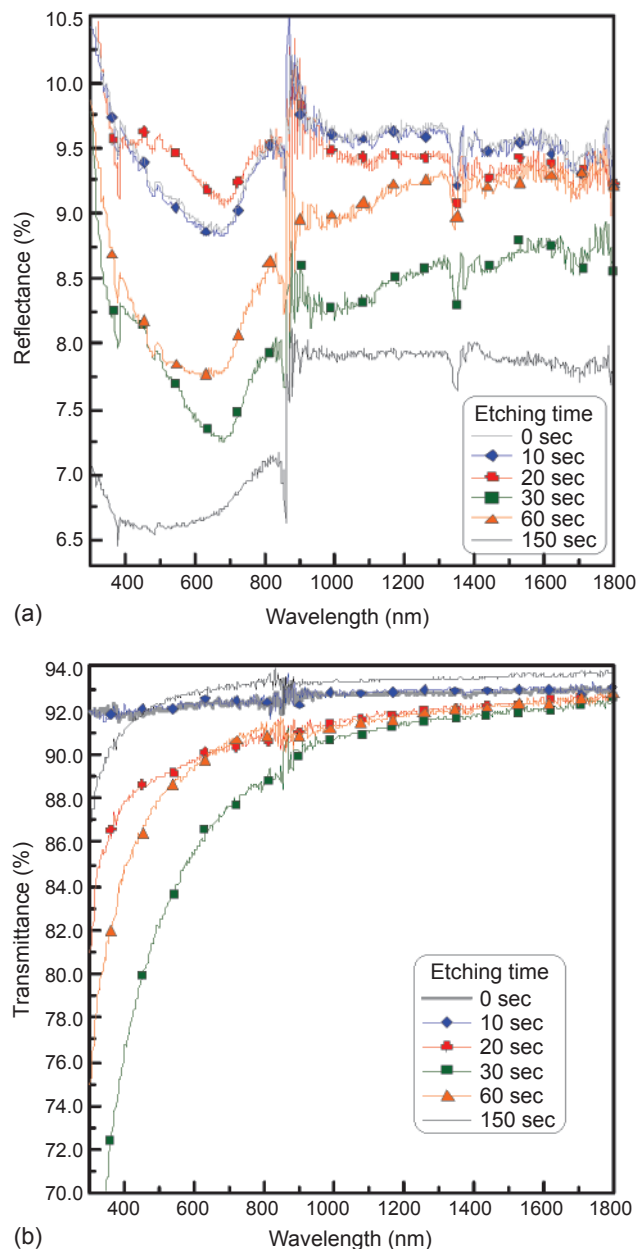 10.5
10.0
9.5
9.0
8.5
8.0
7.5
7.0
6.5
Reflectance (%)
Etching time
0 sec
10 sec
20 sec
30 sec
60 sec
150 sec
400 600 800 1000 1200 1400 1600 1800
Wavelength (nm)
(a)
94.0
92.0
90.0
88.0
86.0
84.0
82.0
80.0
78.0
76.0
74.0
72.0
70.0
Transmittance (%)
Etching time
0 sec
10 sec
20 sec
30 sec
60 sec
150 sec
400 600 800 1000 1200 1400 1600 1800
Wavelength (nm)
(b)